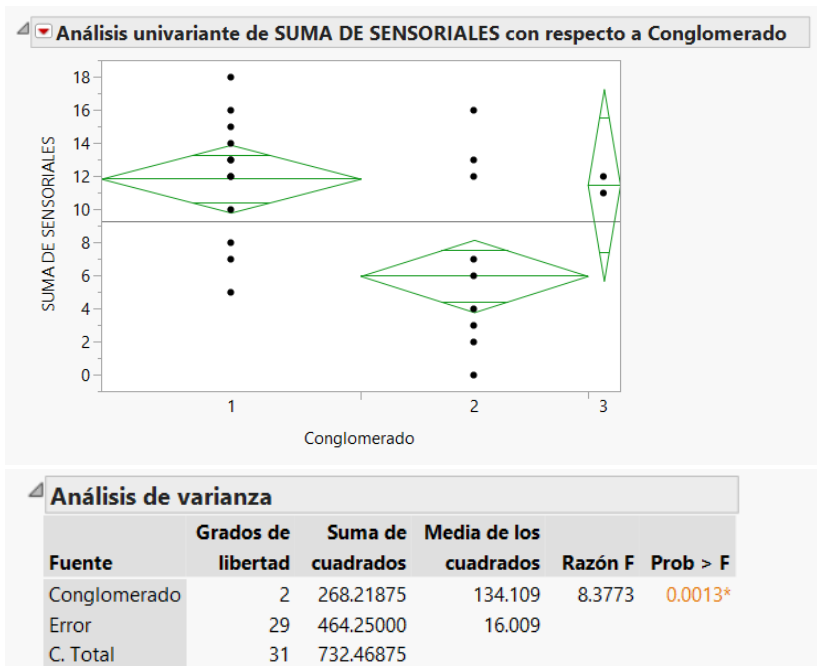 Análisis univariante de SUMA DE SENSORIALES con respecto a Conglomerado
SUMA DE SENSORIALES
18
16
14
12
10
8
6
4
2
0
1 2 3
Conglomerado
Análisis de varianza
Fuente Grados de libertad Suma de cuadrados Media de los cuadrados Razón F Prob > F
Conglomerado 2 268.21875 134.109 8.3773 0.0013*
Error 29 464.25000 16.009
C. Total 31 732.46875